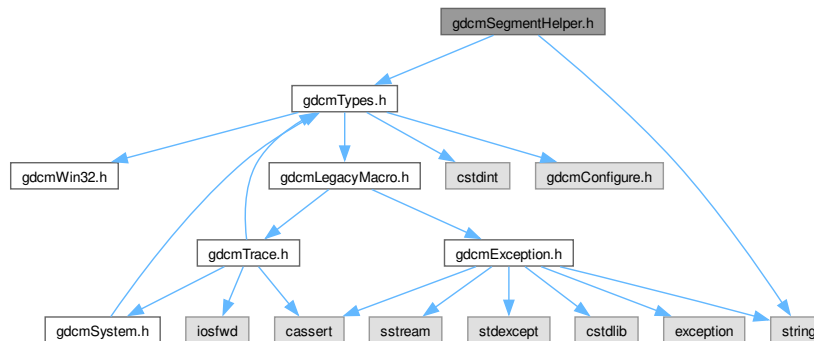 gdcmSegmentHelper.h
gdcmTypes.h
gdcmWin32.h
gdcmLegacyMacro.h
cstdint
gdcmConfigure.h
gdcmTrace.h
gdcmException.h
gdcmSystem.h
iosfwd
cassert
sstream
stdexcept
cstdlib
exception
string